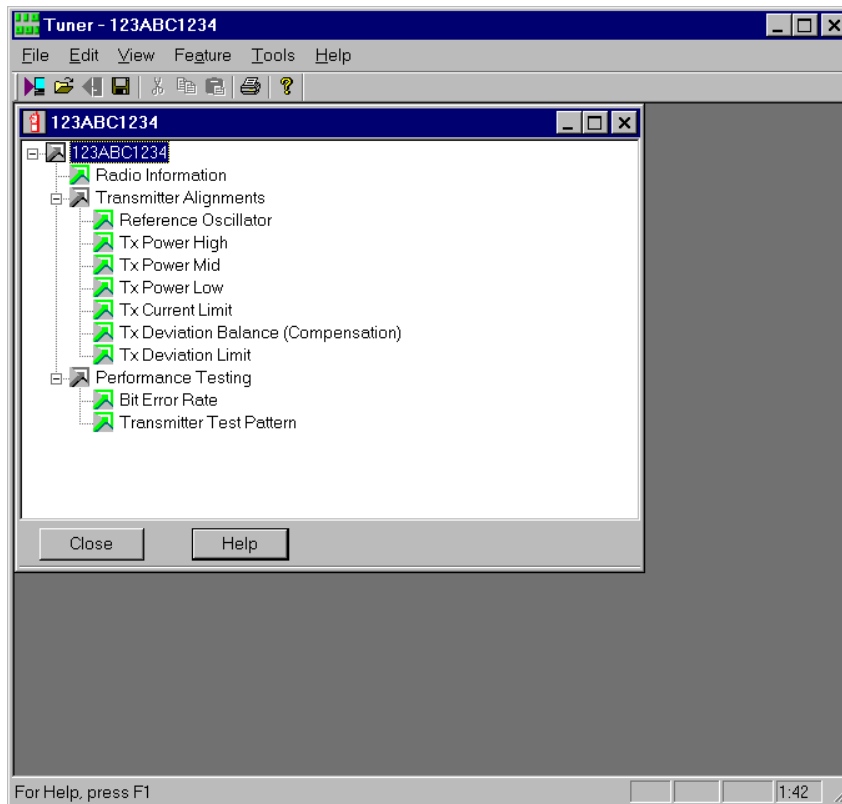 Tuner - 123ABC1234
File Edit View Feature Tools Help
123ABC1234
123ABC1234
Radio Information
Transmitter Alignments
Reference Oscillator
Tx Power High
Tx Power Mid
Tx Power Low
Tx Current Limit
Tx Deviation Balance (Compensation)
Tx Deviation Limit
Performance Testing
Bit Error Rate
Transmitter Test Pattern
Close Help
For Help, press F1 1:42